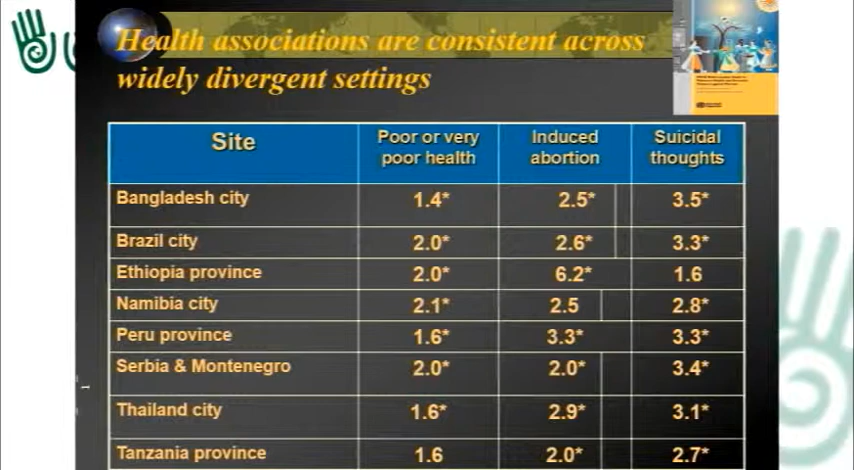 Health associations are consistent across
widely divergent settings
Site
Poor or very
poor health
Induced
abortion
Suicidal
thoughts
Bangladesh city 1.4* 2.5* 3.5*
Brazil city 2.0* 2.6* 3.3*
Ethiopia province 2.0* 6.2* 1.6
Namibia city 2.1* 2.5 2.8*
Peru province 1.6* 3.3* 3.3*
Serbia & Montenegro 2.0* 2.0* 3.4*
Thailand city 1.6* 2.9* 3.1*
Tanzania province 1.6 2.0* 2.7*